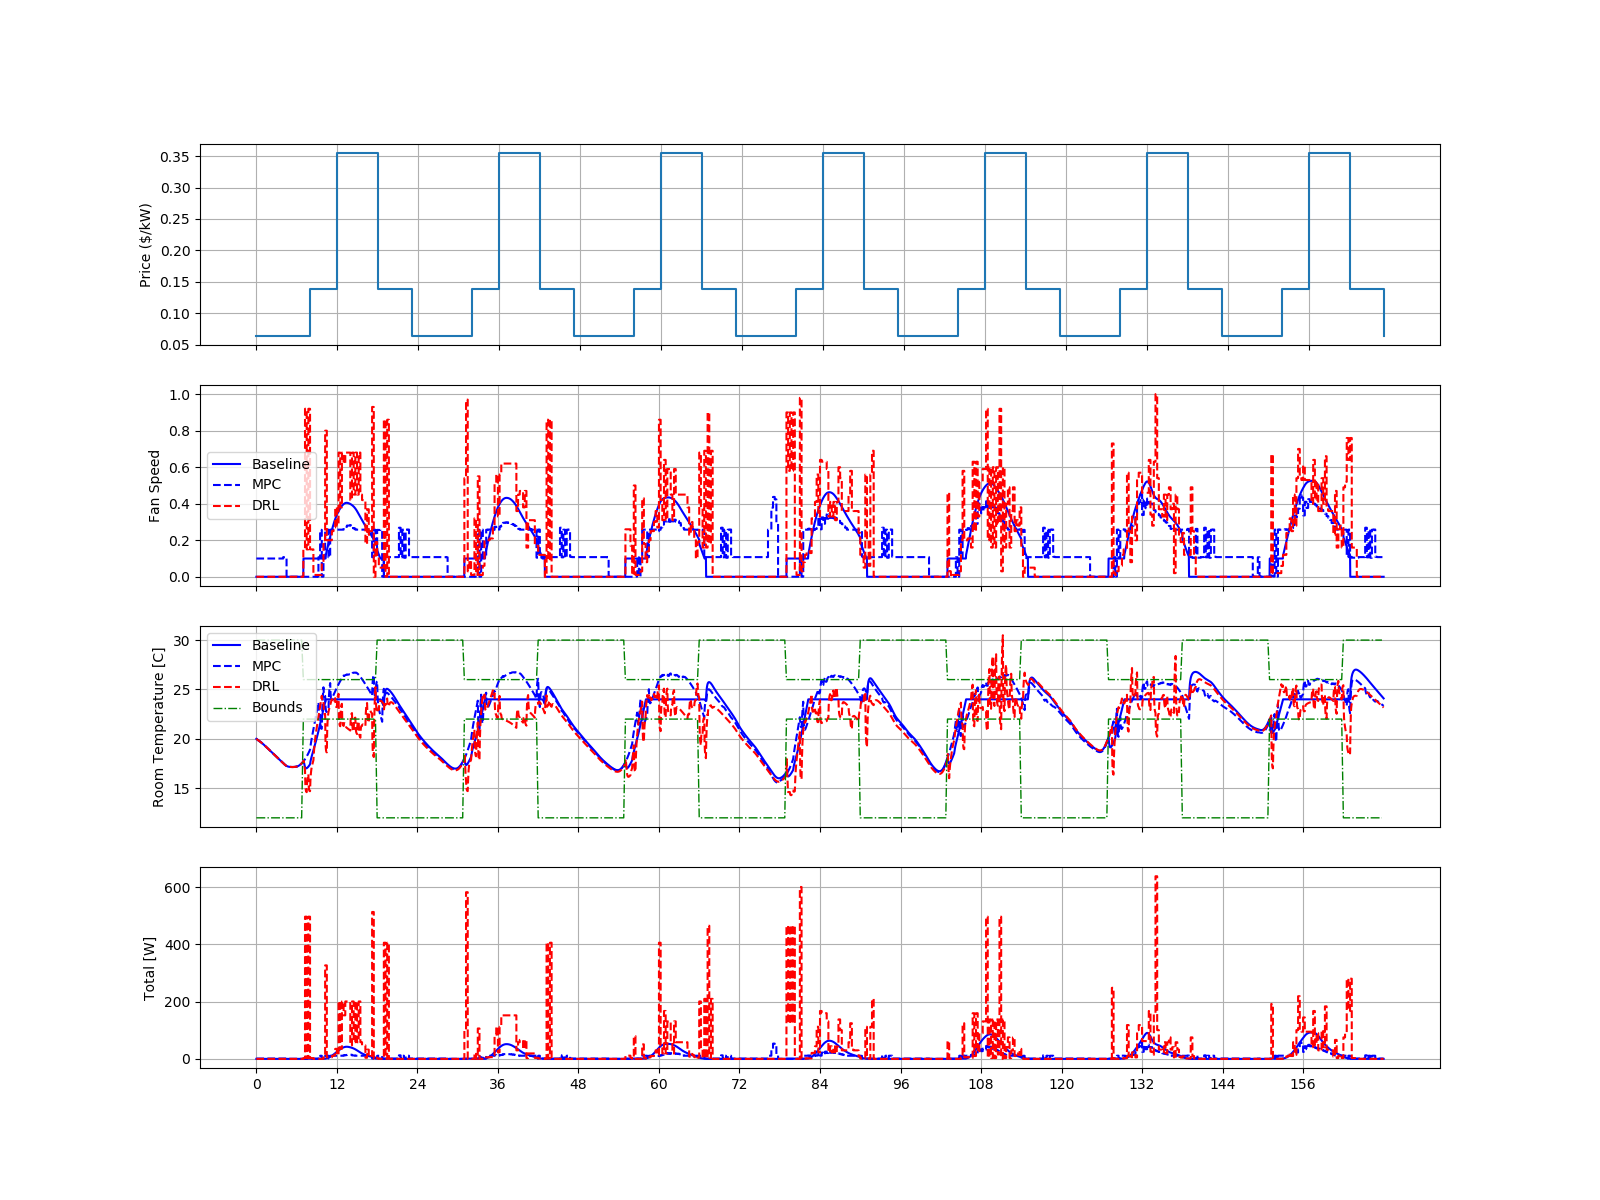 0.35
0.30
0.25
0.20
0.15
0.10
0.05
Price ($/kW)
1.0
0.8
0.6
0.4
0.2
0.0
Fan Speed
Baseline
MPC
DRL
30
25
20
15
Room Temperature [C]
Baseline
MPC
DRL
Bounds
600
400
200
0
Total [W]
0 12 24 36 48 60 72 84 96 108 120 132 144 156